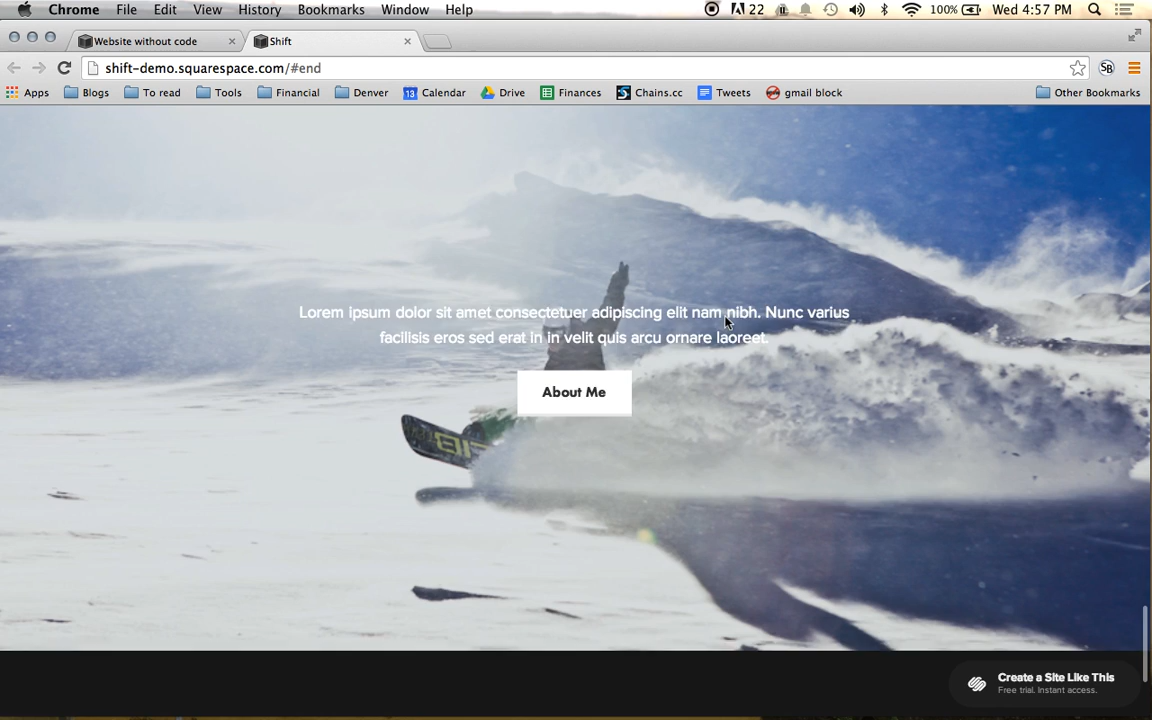 Chrome File Edit View History Bookmarks Window Help 22 100% Wed 4:57 PM
Website without code Shift
shift-demo.squarespace.com/#end SB
Apps Blogs To read Tools Financial Denver 13 Calendar Drive Finances Chains.cc Tweets gmail block Other Bookmarks
Lorem ipsum dolor sit amet consectetuer adipiscing elit nam nibh. Nunc varius
facilisis eros sed erat in in velit quis arcu ornare laoreet.
About Me
Create a Site Like This
Free trial. Instant access.